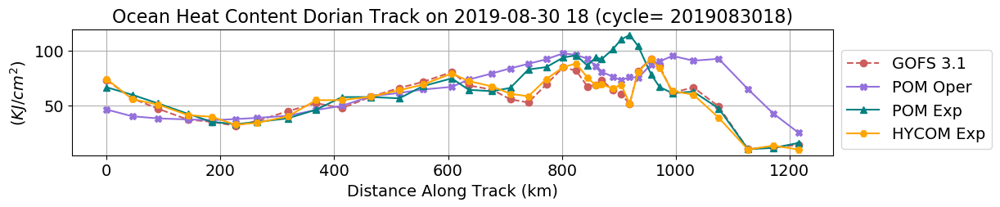 Ocean Heat Content Dorian Track on 2019-08-30 18 (cycle= 2019083018)
(KJ/cm²)
100
50
0 200 400 600 800 1000 1200
Distance Along Track (km)
GOFS 3.1
POM Oper
POM Exp
HYCOM Exp